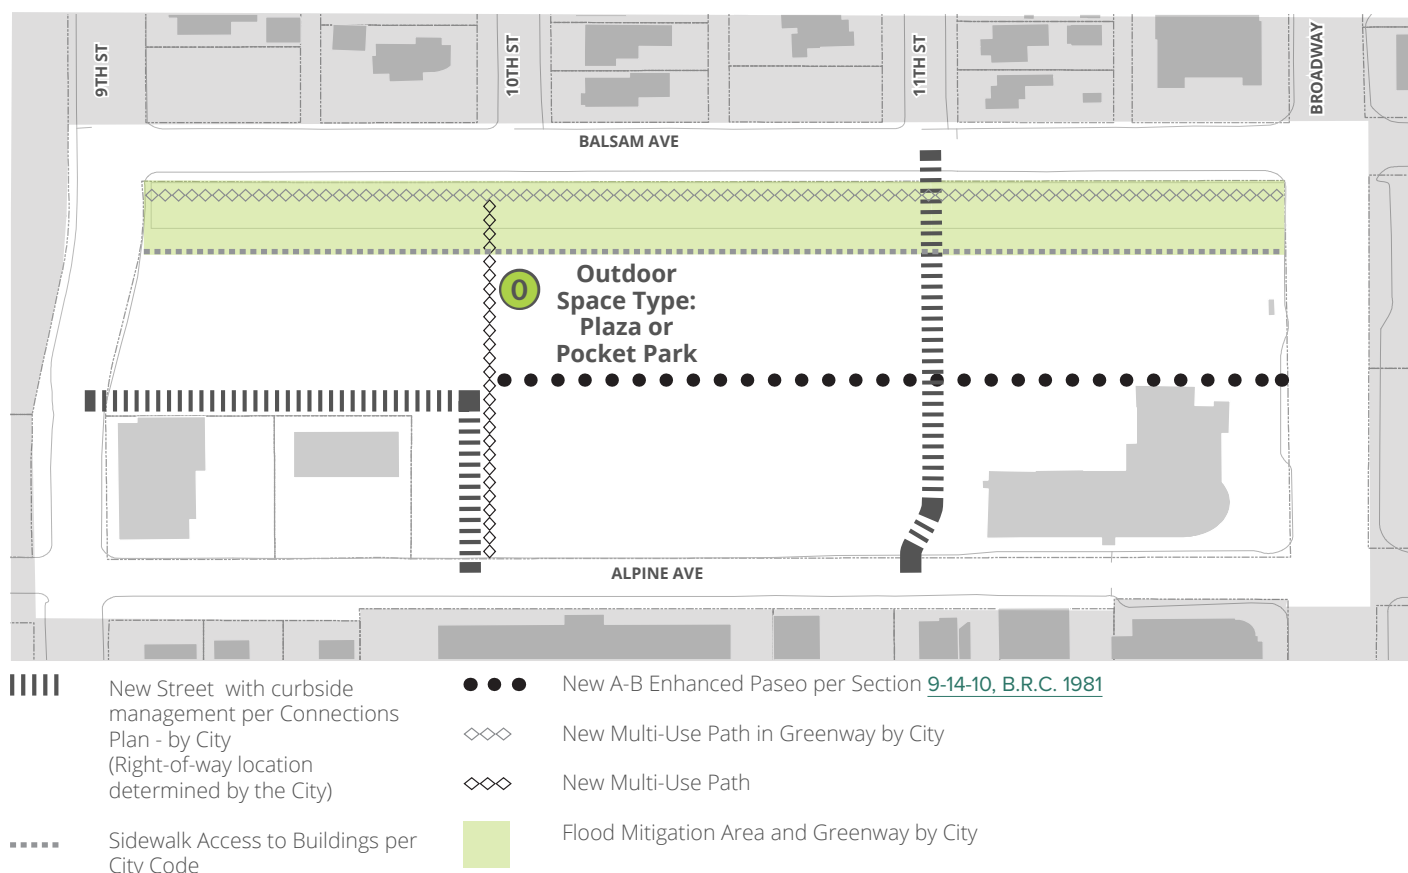 9TH ST
10TH ST
11TH ST
BROADWAY
BALSAM AVE
O
Outdoor
Space Type:
Plaza or
Pocket Park
ALPINE AVE
New Street with curbside
management per Connections
Plan - by City
(Right-of-way location
determined by the City)
Sidewalk Access to Buildings per
City Code
New A-B Enhanced Paseo per Section 9-14-10, B.R.C. 1981
New Multi-Use Path in Greenway by City
New Multi-Use Path
Flood Mitigation Area and Greenway by City